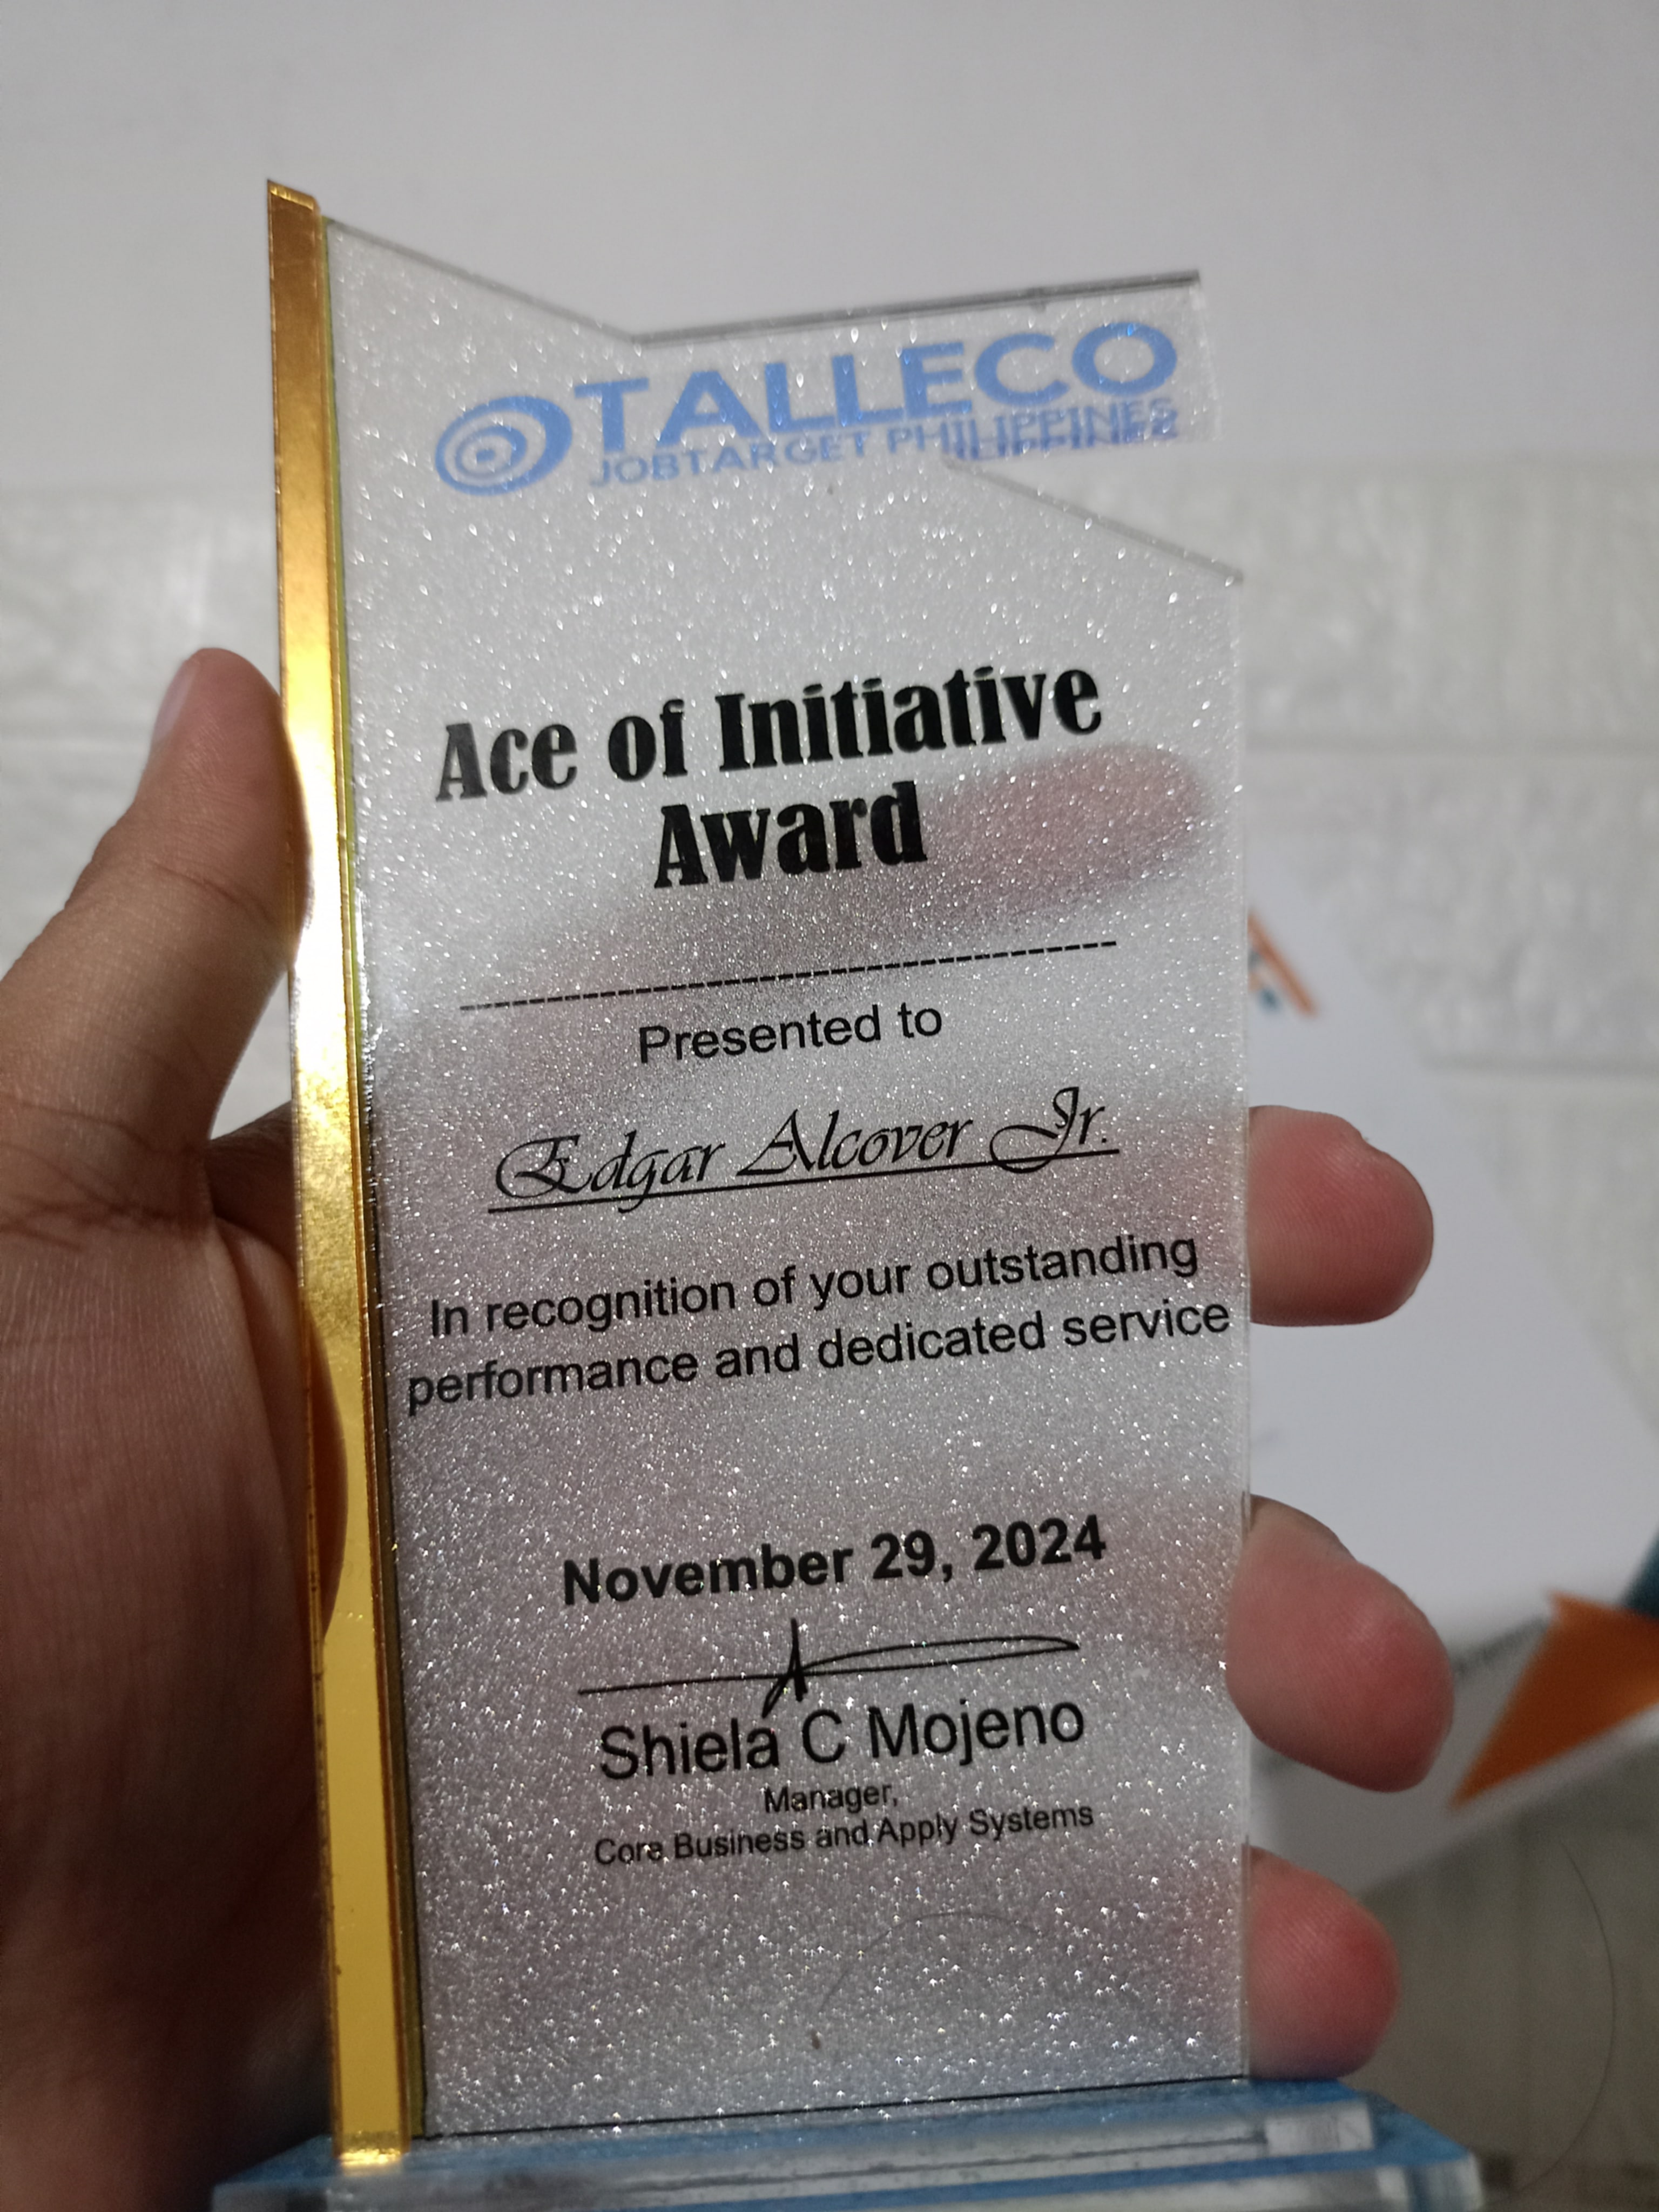 TALLECO
JOBTARGET PHILIPPINES
Ace of Initiative
Award
--------------------------------------------
Presented to
Edgar Alcover Jr.
In recognition of your outstanding
performance and dedicated service
November 29, 2024
Shiela C Mojeno
Manager,
Core Business and Apply Systems